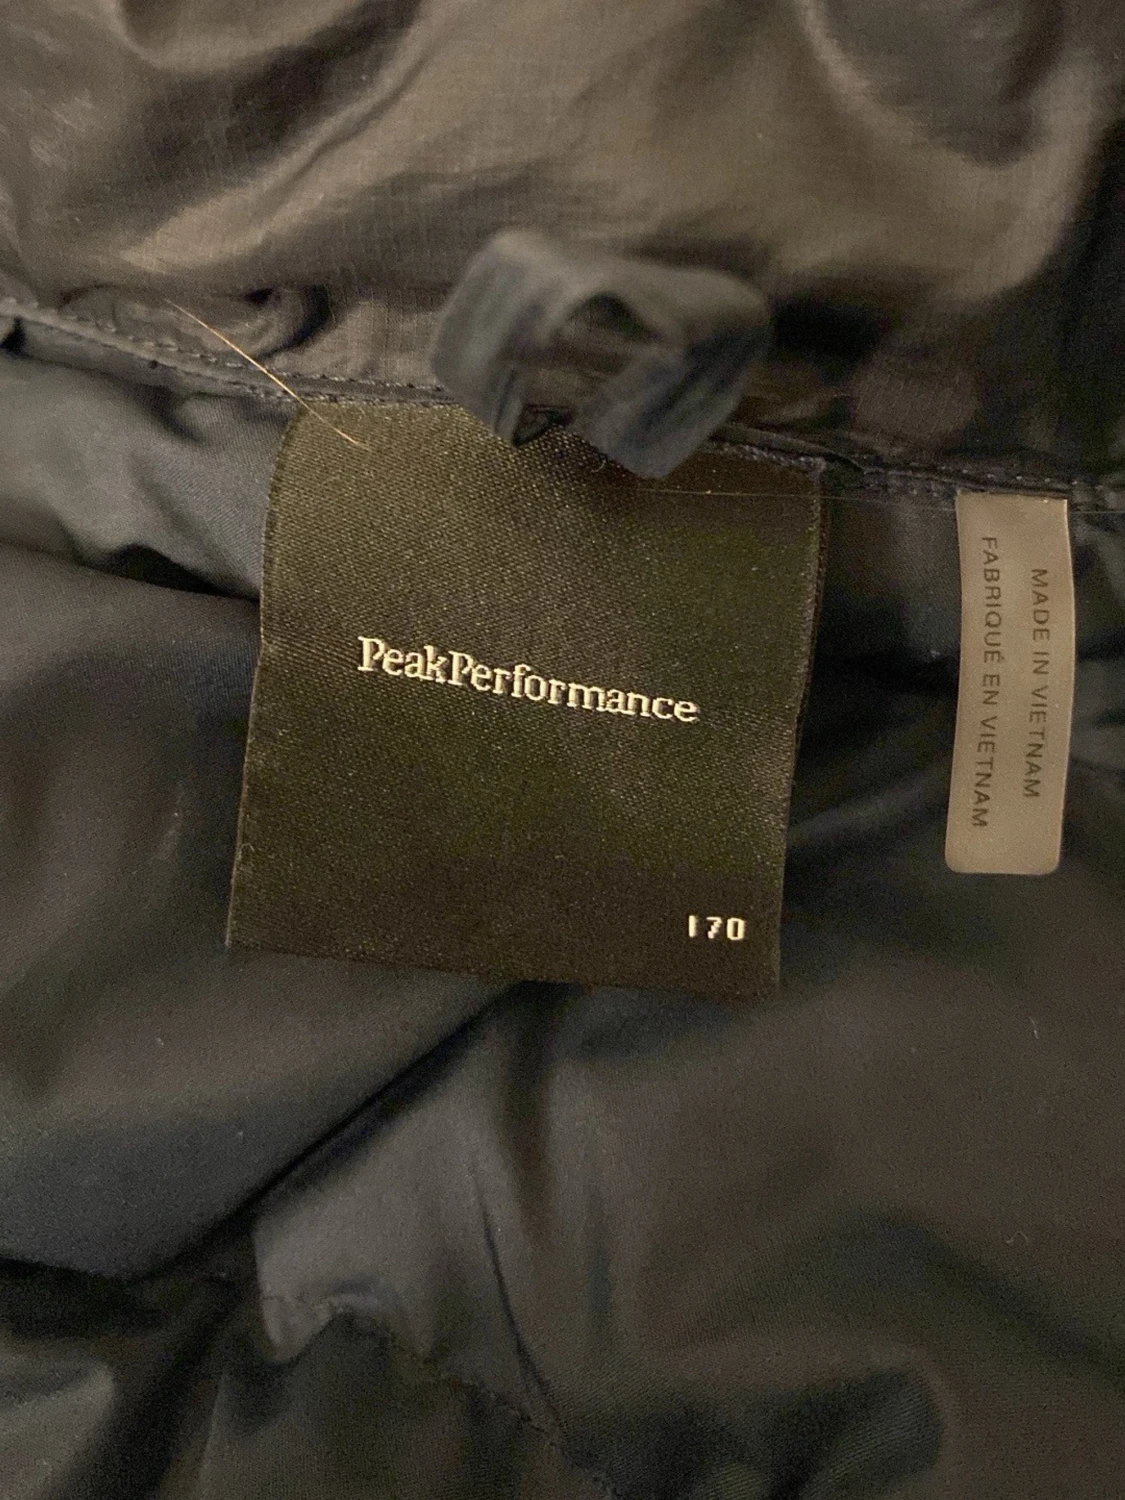 PeakPerformance
170
MADE IN VIETNAM
FABRIQUÉ EN VIETNAM